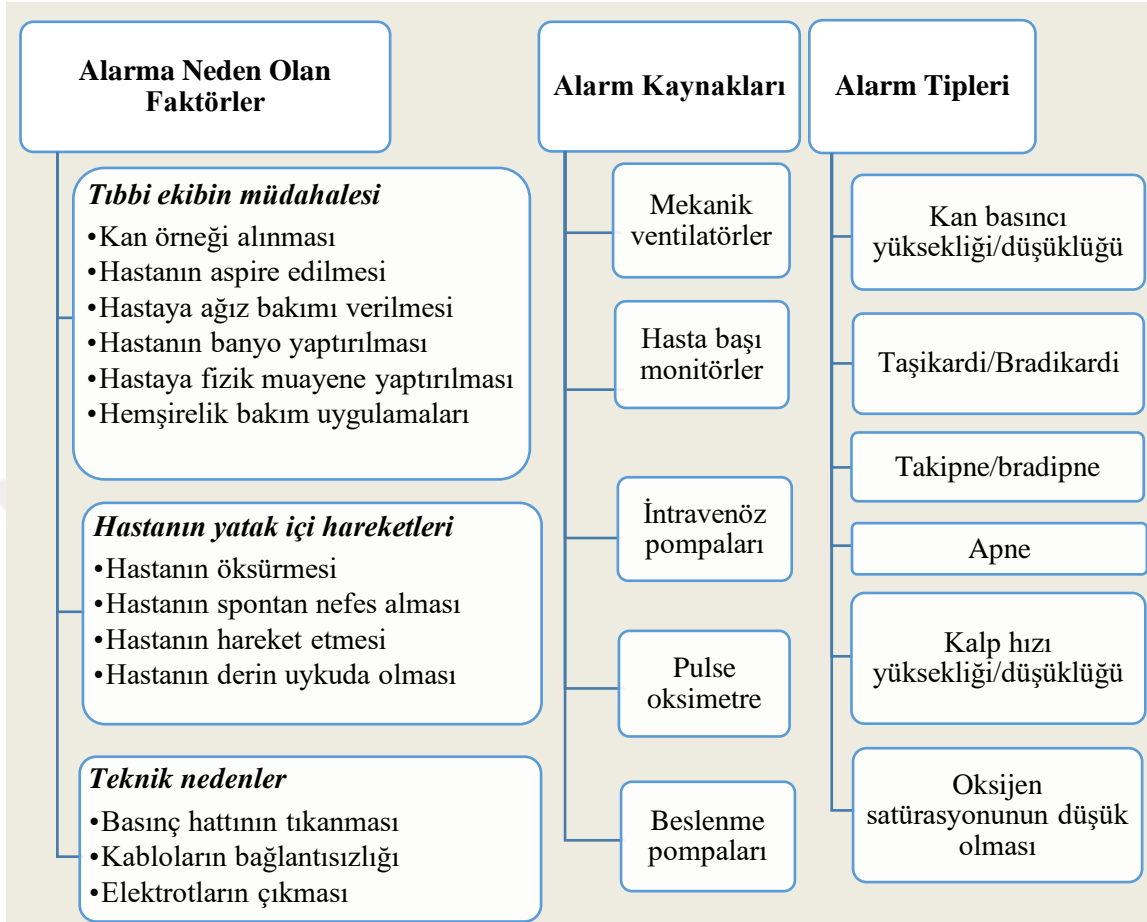 Alarma Neden Olan
Faktörler
Tıbbi ekibin müdahalesi
•Kan örneği alınması
•Hastanın aspire edilmesi
•Hastaya ağız bakımı verilmesi
•Hastanın banyo yaptırılması
•Hastaya fizik muayene yaptırılması
•Hemşirelik bakım uygulamaları
Hastanın yatak içi hareketleri
•Hastanın öksürmesi
•Hastanın spontan nefes alması
•Hastanın hareket etmesi
•Hastanın derin uykuda olması
Teknik nedenler
•Basınç hattının tıkanması
•Kabloların bağlantısızlığı
•Elektrotların çıkması
Alarm Kaynakları
Mekanik
ventilatörler
Hasta başı
monitörler
İntravenöz
pompaları
Pulse
oksimetre
Beslenme
pompaları
Alarm Tipleri
Kan basıncı
yüksekliği/düşüklüğü
Taşikardi/Bradikardi
Takipne/bradipne
Apne
Kalp hızı
yüksekliği/düşüklüğü
Oksijen
satürasyonunun düşük
olması